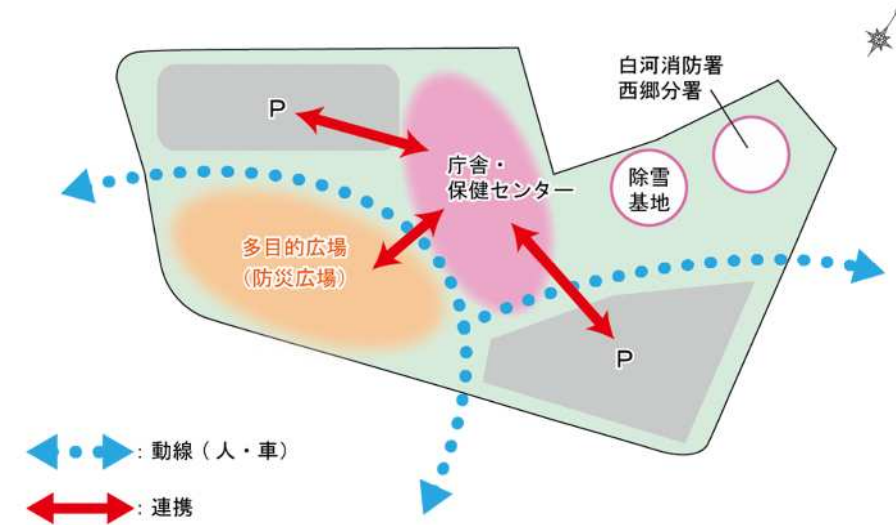 白河消防署
西郷分署
P
庁舎・
保健センター
除雪
基地
多目的広場
（防災広場）
P
：動線（人・車）
：連携